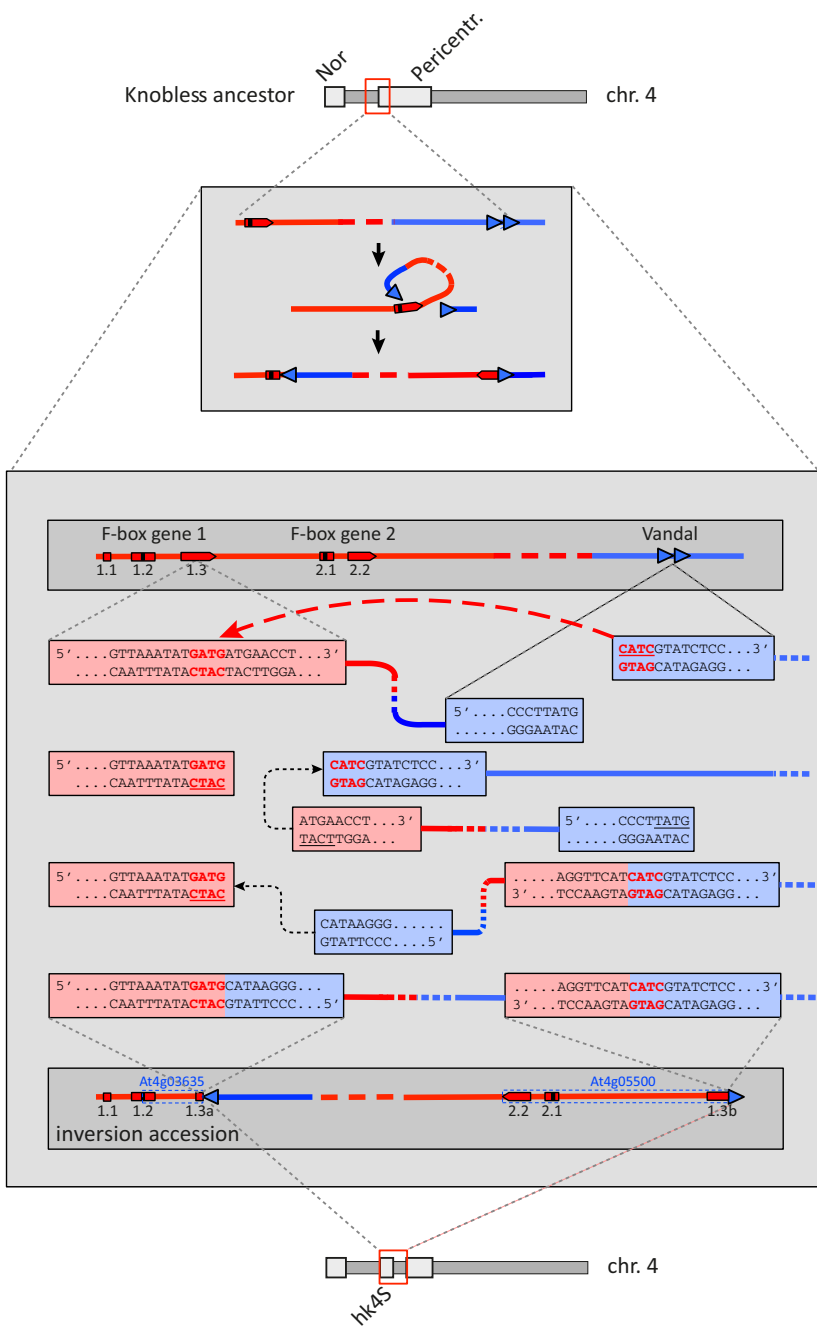 Nor
Pericentr.
Knobless ancestor
chr. 4
F-box gene 1
F-box gene 2
Vandal
1.1
1.2
1.3
2.1
2.2
5’....GTTAAATATGATGATGAACCT...3’
....CAATTTATACTACTACTTGGA...
CATCGTATCTCC...3’
GTAGCATAGAGG...
5’....CCCTTATG
......GGGAATAC
5’....GTTAAATATGATG
....CAATTTATACTAC
CATCGTATCTCC...3’
GTAGCATAGAGG...
ATGAACCT...3’
TACTTGGA...
5’....CCCTTATG
......GGGAATAC
5’....GTTAAATATGATG
....CAATTTATACTAC
.....AGGTTCATCATCGTATCTCC...3’
3’...TCCAAGTAGTAGCATAGAGG...
CATAAGGG......
GTATTCCC....5’
5’....GTTAAATATGATGCATAAGGG...
....CAATTTATACTACGTATTCCC...5’
.....AGGTTCATCATCGTATCTCC...3’
3’...TCCAAGTAGTAGCATAGAGG...
At4g03635
At4g05500
1.1
1.2
1.3a
2.2
2.1
1.3b
inversion accession
chr. 4
hk4S